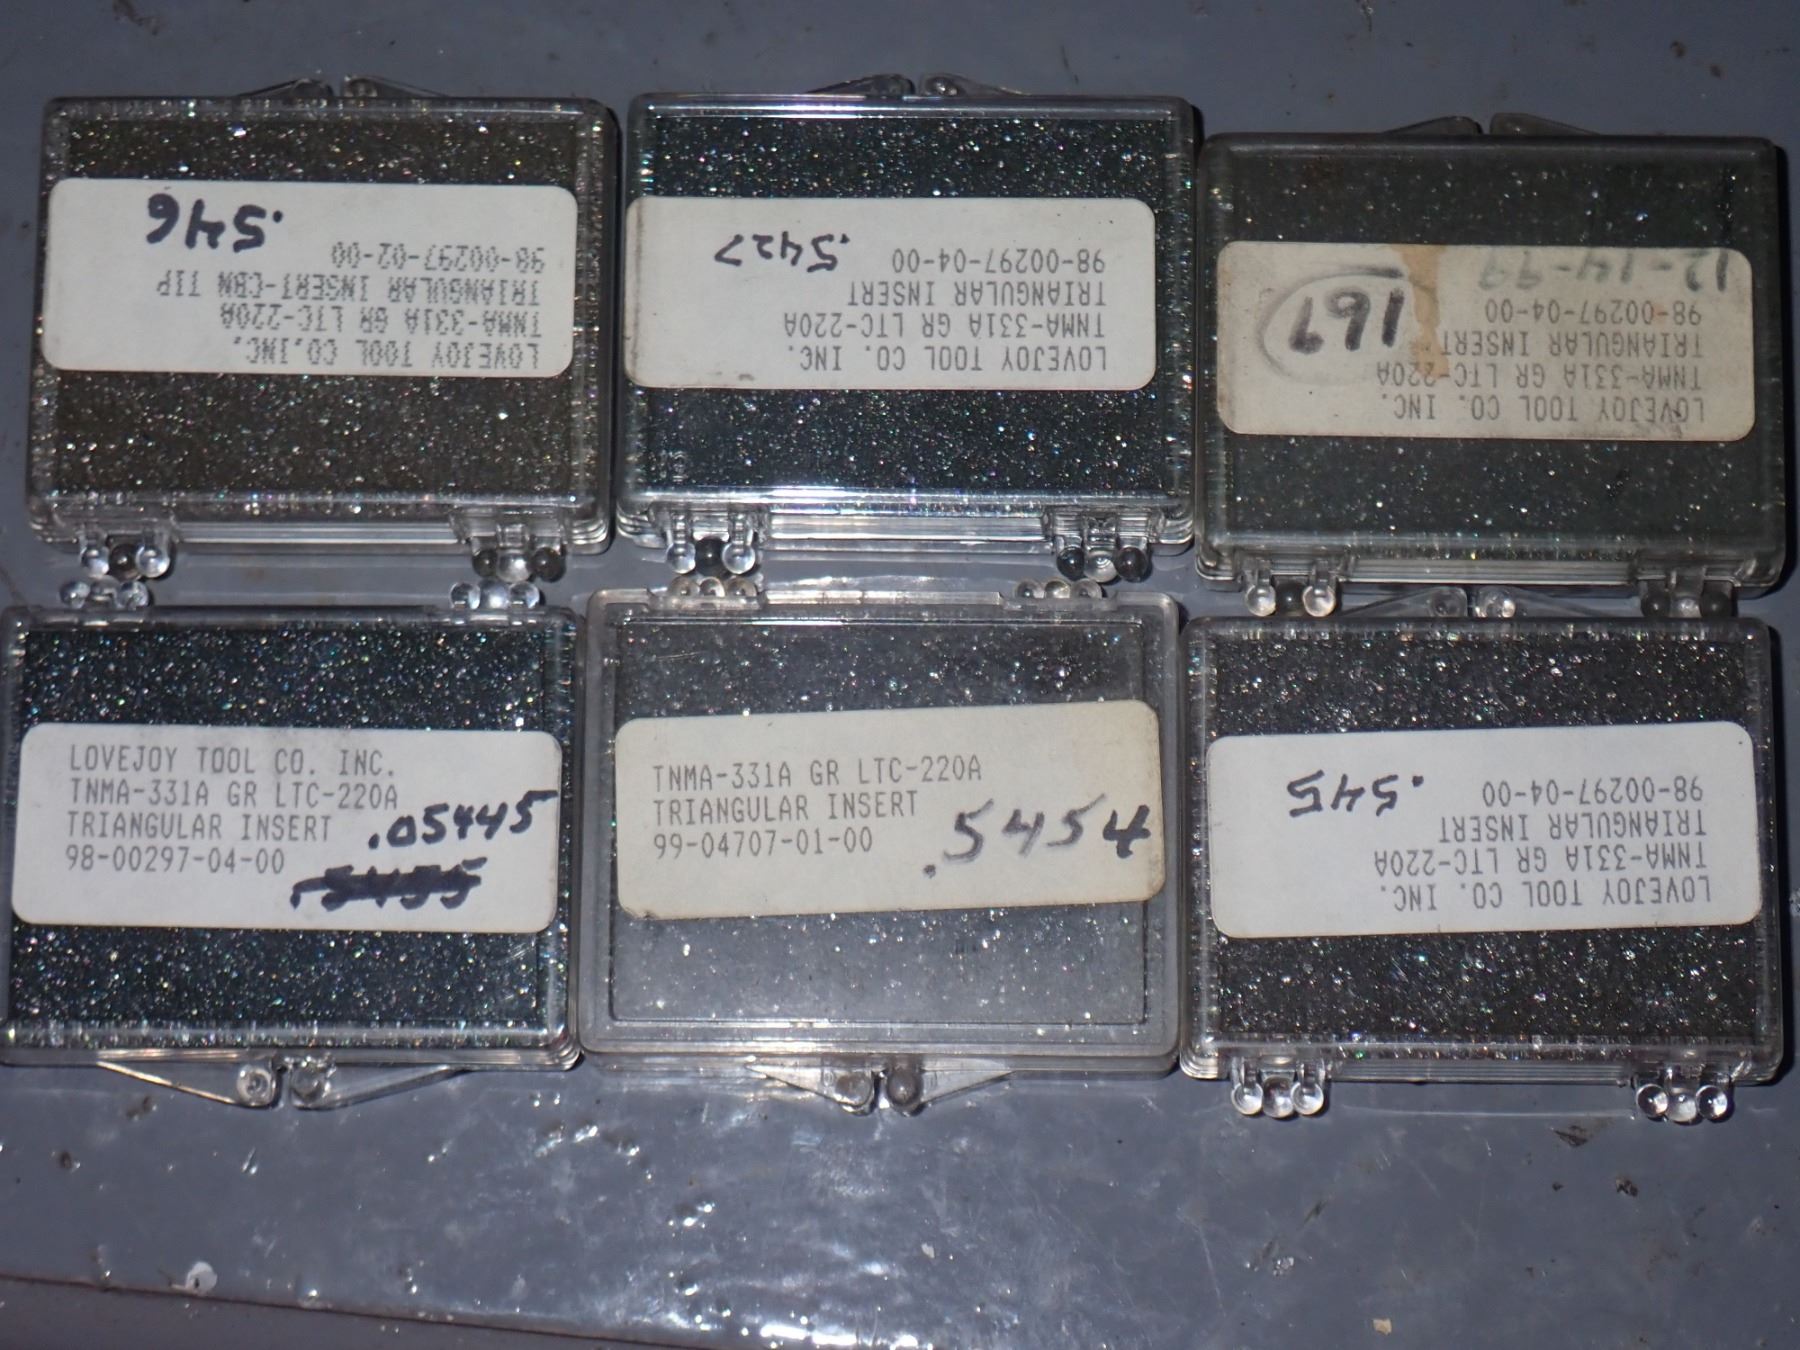 LOVEJOY TOOL CO.INC.
TNMA-331A GR LTC-220A
TRIANGULAR INSERT-CBN TIP
98-00297-02-00
.546
LOVEJOY TOOL CO. INC.
TNMA-331A GR LTC-220A
TRIANGULAR INSERT
98-00297-04-00
.5427
LOVEJOY TOOL CO. INC.
TNMA-331A GR LTC-220A
TRIANGULAR INSERT
98-00297-04-00
167
12-14-99
LOVEJOY TOOL CO. INC.
TNMA-331A GR LTC-220A
TRIANGULAR INSERT .05445
98-00297-04-00
TNMA-331A GR LTC-220A
TRIANGULAR INSERT
99-04707-01-00 .5454
LOVEJOY TOOL CO. INC.
TNMA-331A GR LTC-220A
TRIANGULAR INSERT
98-00297-04-00
.545